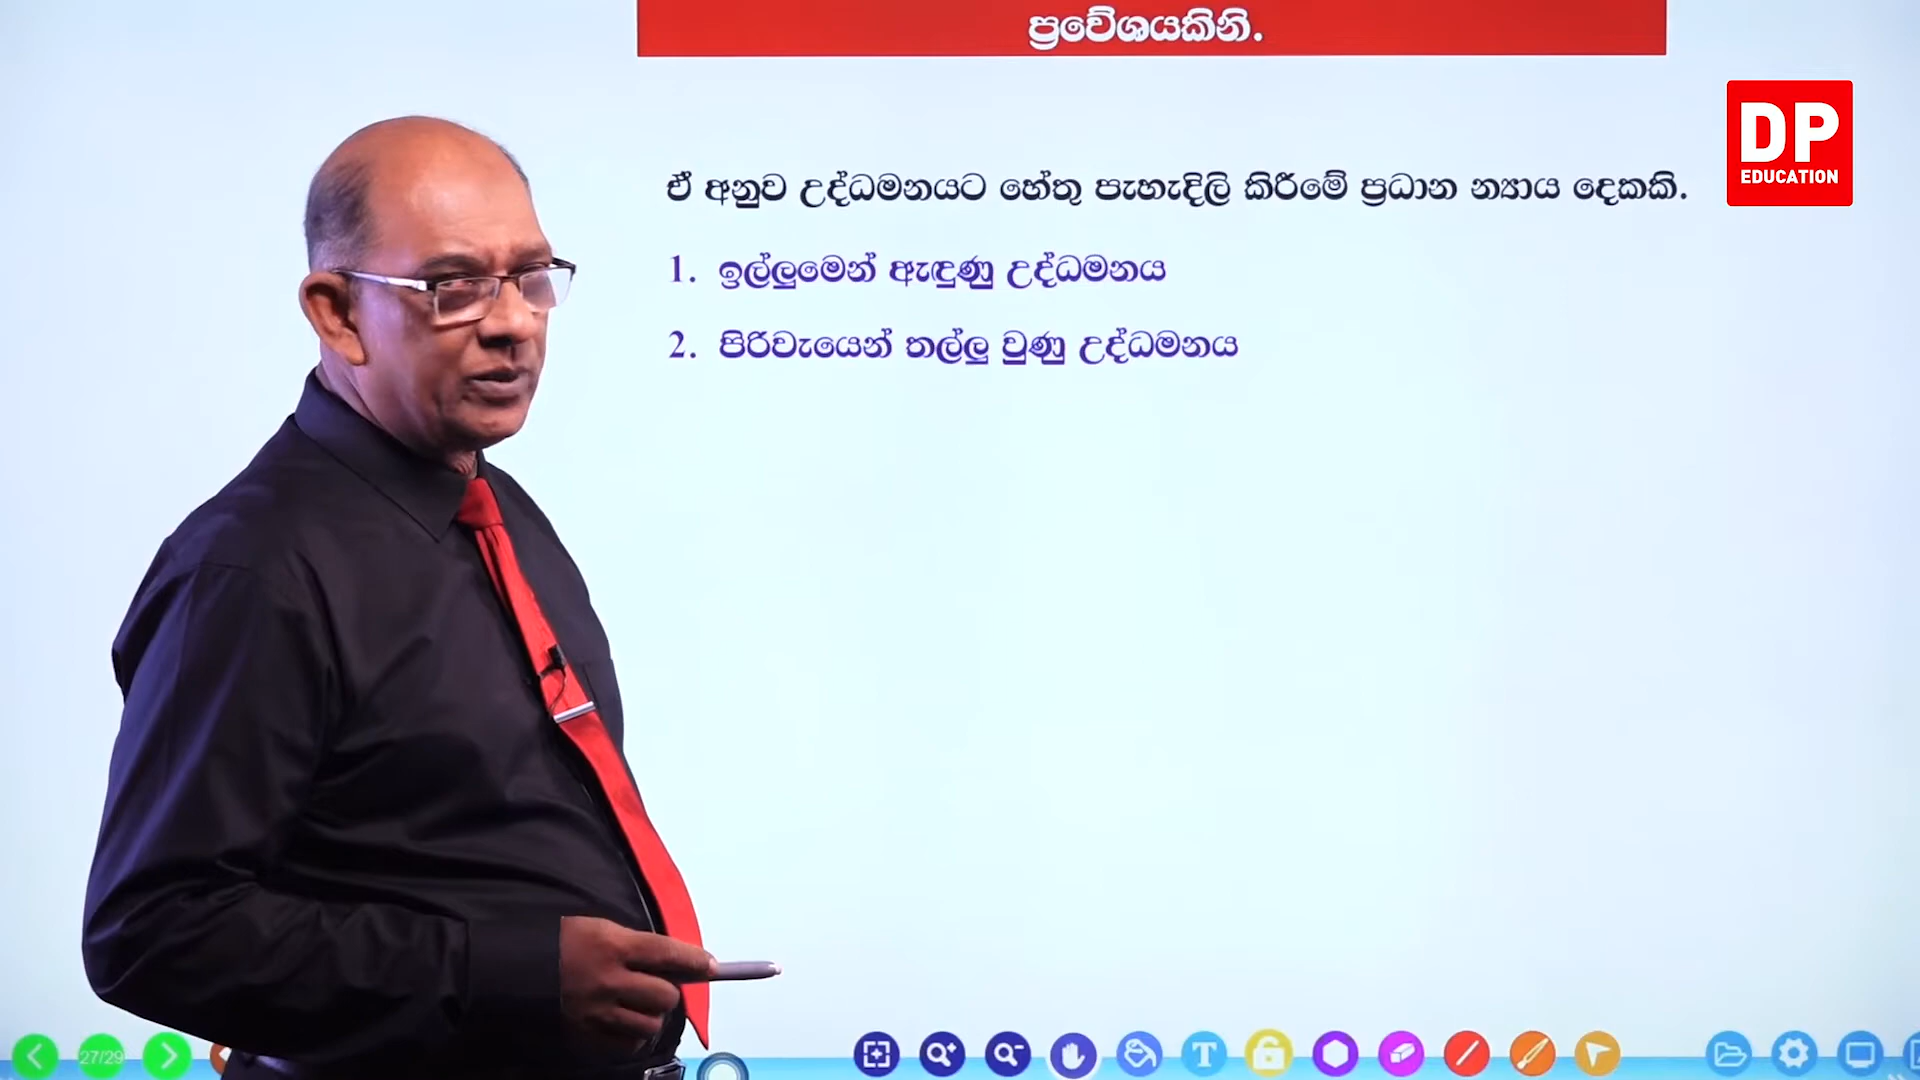 ප්‍රවේශයකිනි.
DP
EDUCATION
ඒ අනුව උද්ධමනයට හේතු පැහැදිලි කිරීමේ ප්‍රධාන න්‍යාය දෙකකි.
1. ඉල්ලුමෙන් ඇඳුණු උද්ධමනය
2. පිරිවැයෙන් තල්ලු වුණු උද්ධමනය
27/29
T